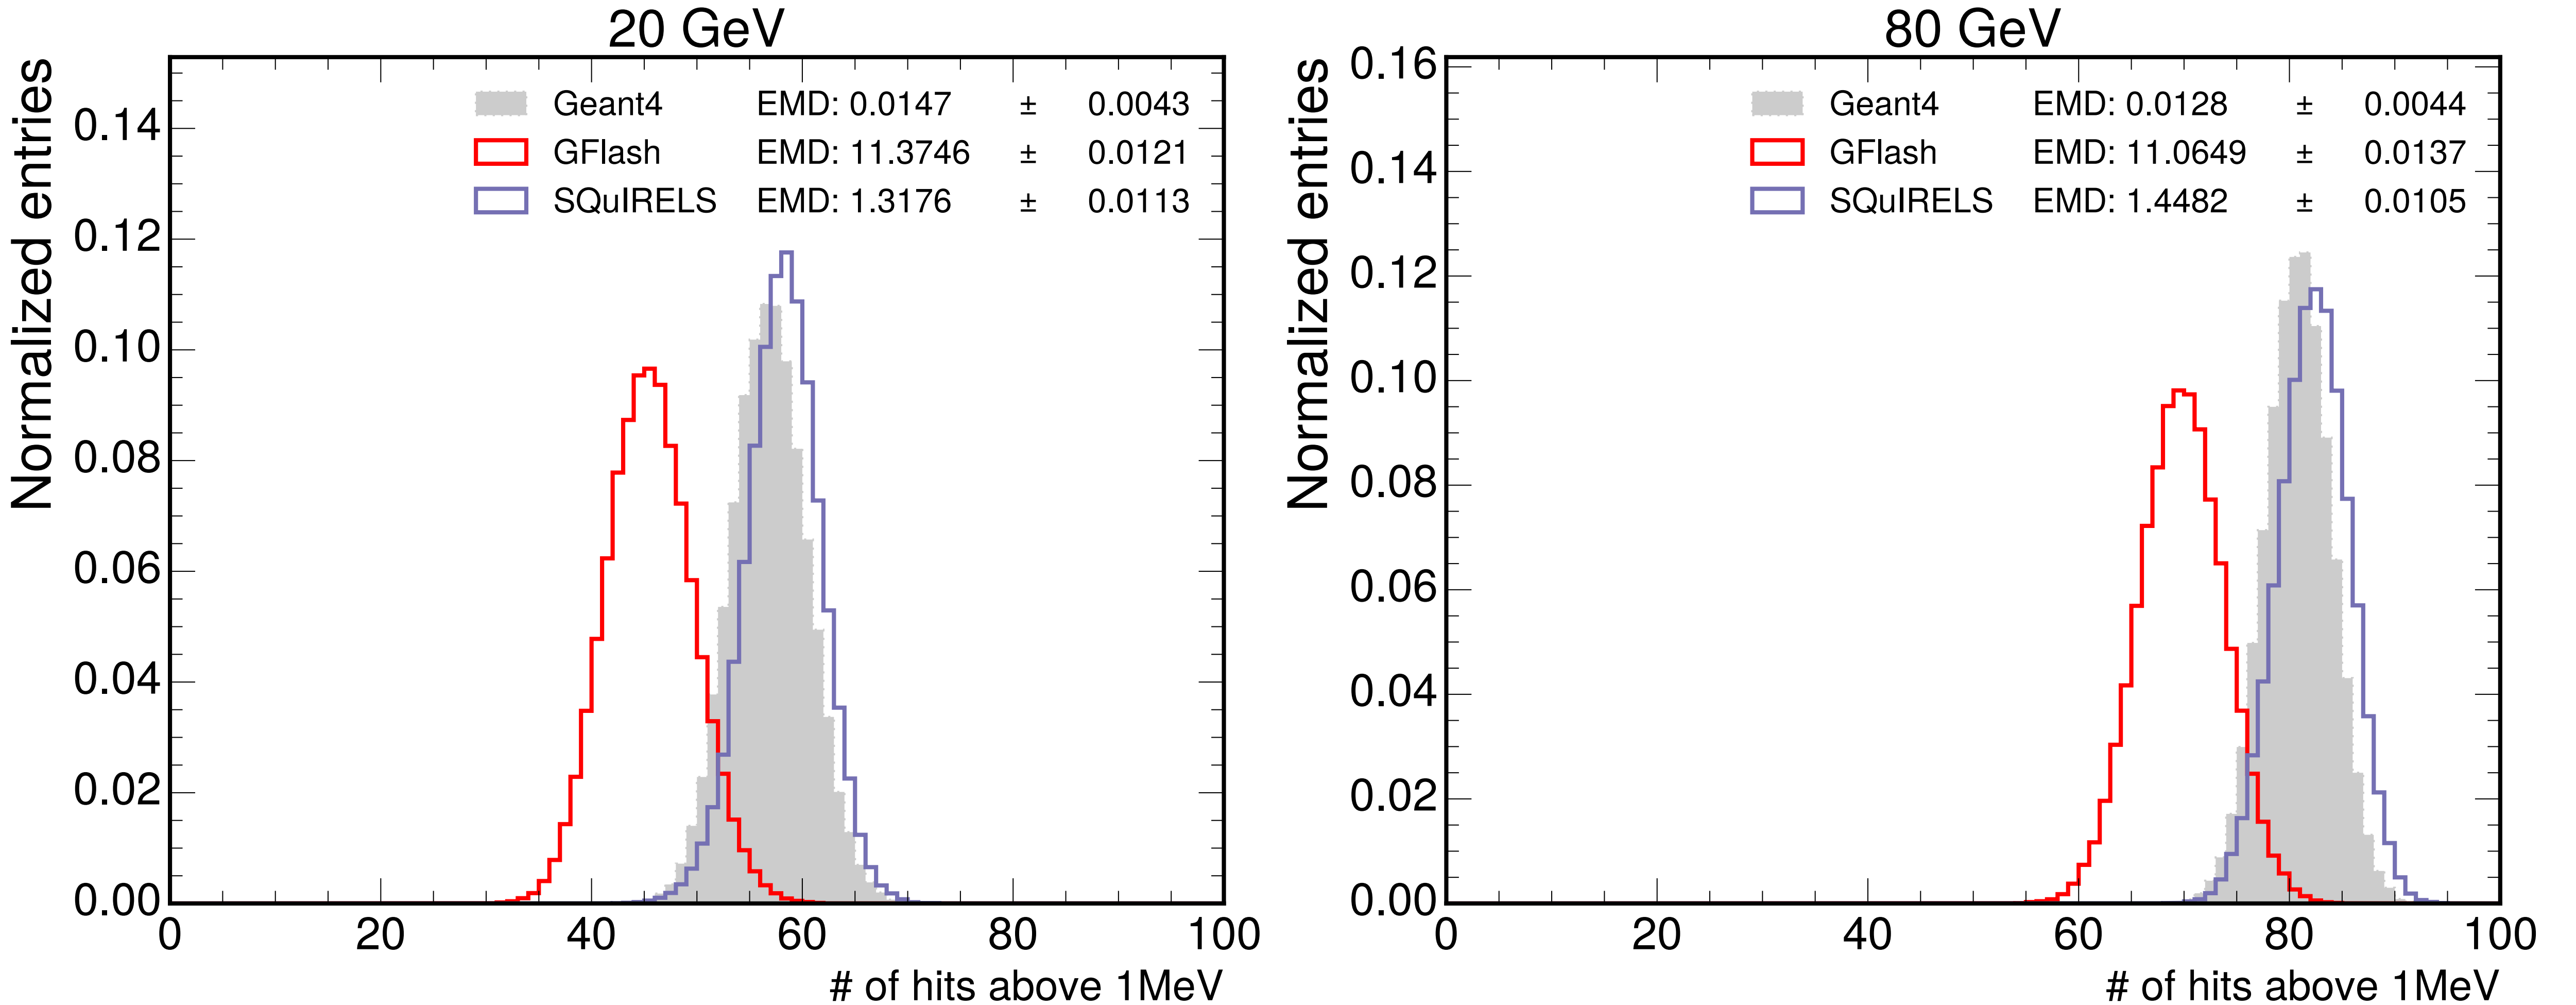 20 GeV
Normalized entries
0.14
0.12
0.10
0.08
0.06
0.04
0.02
0.00
Geant4 EMD: 0.0147 ± 0.0043
GFlash EMD: 11.3746 ± 0.0121
SQuIRELS EMD: 1.3176 ± 0.0113
0 20 40 60 80 100
# of hits above 1MeV
80 GeV
Normalized entries
0.16
0.14
0.12
0.10
0.08
0.06
0.04
0.02
0.00
Geant4 EMD: 0.0128 ± 0.0044
GFlash EMD: 11.0649 ± 0.0137
SQuIRELS EMD: 1.4482 ± 0.0105
0 20 40 60 80 100
# of hits above 1MeV